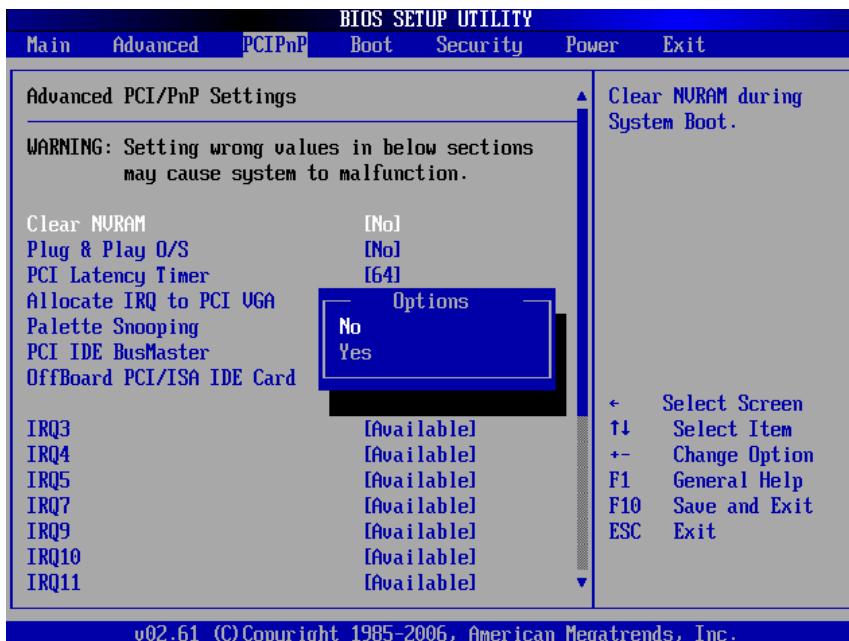 BIOS SETUP UTILITY
Main Advanced PCIPnP Boot Security Power Exit
Advanced PCI/PnP Settings
WARNING: Setting wrong values in below sections
may cause system to malfunction.
Clear NVRAM [No]
Plug & Play O/S [No]
PCI Latency Timer [64]
Allocate IRQ to PCI VGA
Palette Snooping
PCI IDE BusMaster
OffBoard PCI/ISA IDE Card
Options
No
Yes
IRQ3 [Available]
IRQ4 [Available]
IRQ5 [Available]
IRQ7 [Available]
IRQ9 [Available]
IRQ10 [Available]
IRQ11 [Available]
Clear NVRAM during
System Boot.
← Select Screen
↑↓ Select Item
+- Change Option
F1 General Help
F10 Save and Exit
ESC Exit
v02.61 (C)Copyright 1985-2006, American Megatrends, Inc.